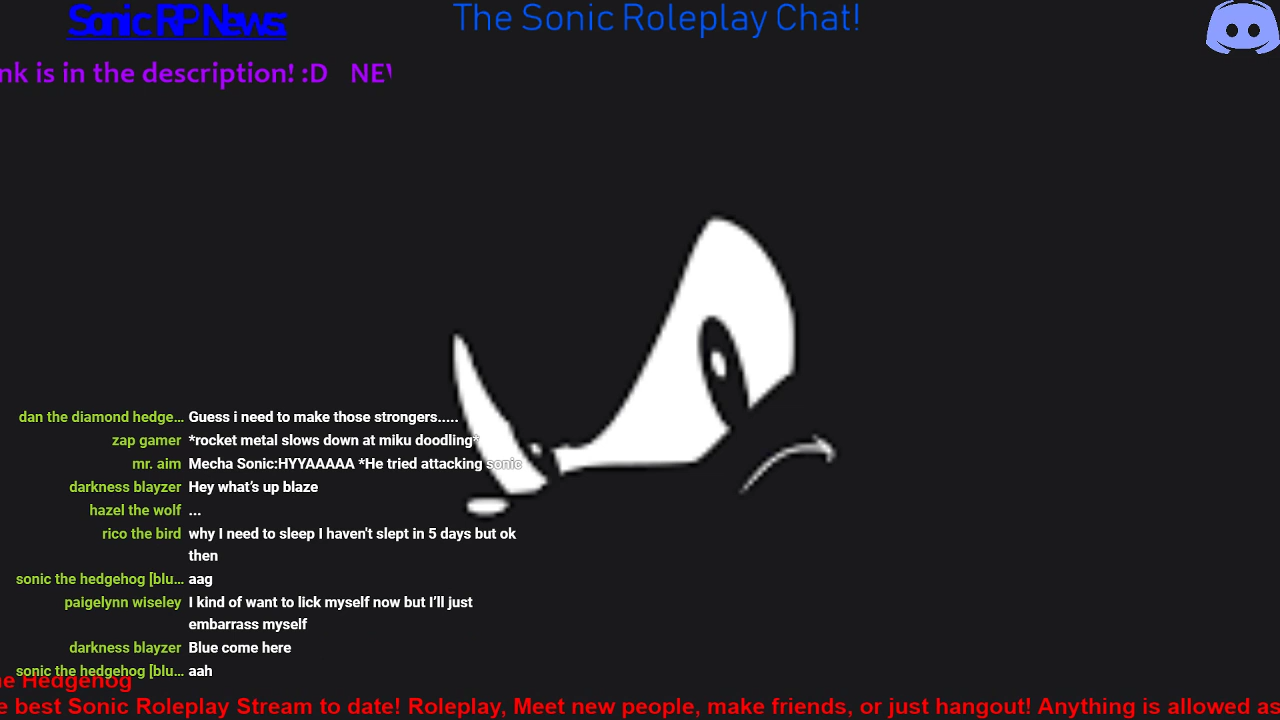 Sonic RP News:
The Sonic Roleplay Chat!
nk is in the description! :D NEW
dan the diamond hedge... Guess i need to make those strongers.....
zap gamer *rocket metal slows down at miku doodling*
mr. aim Mecha Sonic:HYYAAAAA *He tried attacking sonic
darkness blayzer Hey what's up blaze
hazel the wolf ...
rico the bird why I need to sleep I haven't slept in 5 days but ok
then
sonic the hedgehog [blu... aag
paigelynn wiseley I kind of want to lick myself now but I'll just
embarrass myself
darkness blayzer Blue come here
sonic the hedgehog [blu... aah
he Hedgehog
e best Sonic Roleplay Stream to date! Roleplay, Meet new people, make friends, or just hangout! Anything is allowed as